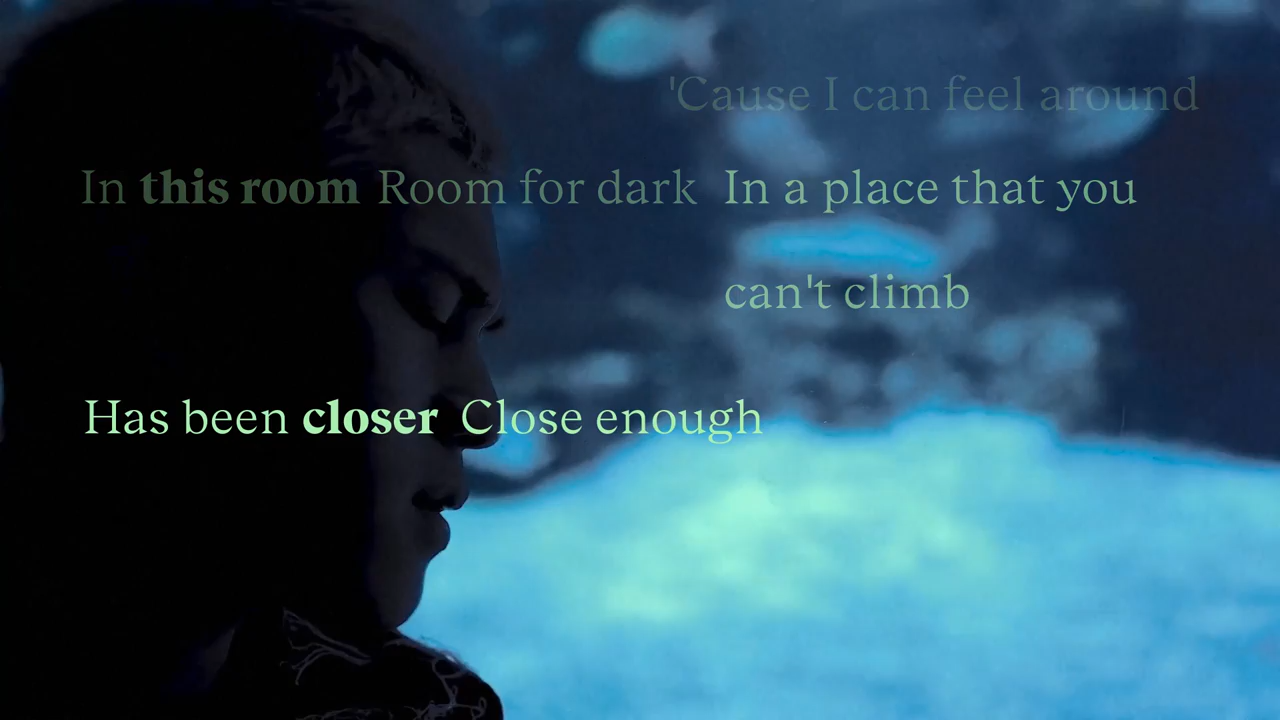 'Cause I can feel around
In this room Room for dark In a place that you
can't climb
Has been closer Close enough